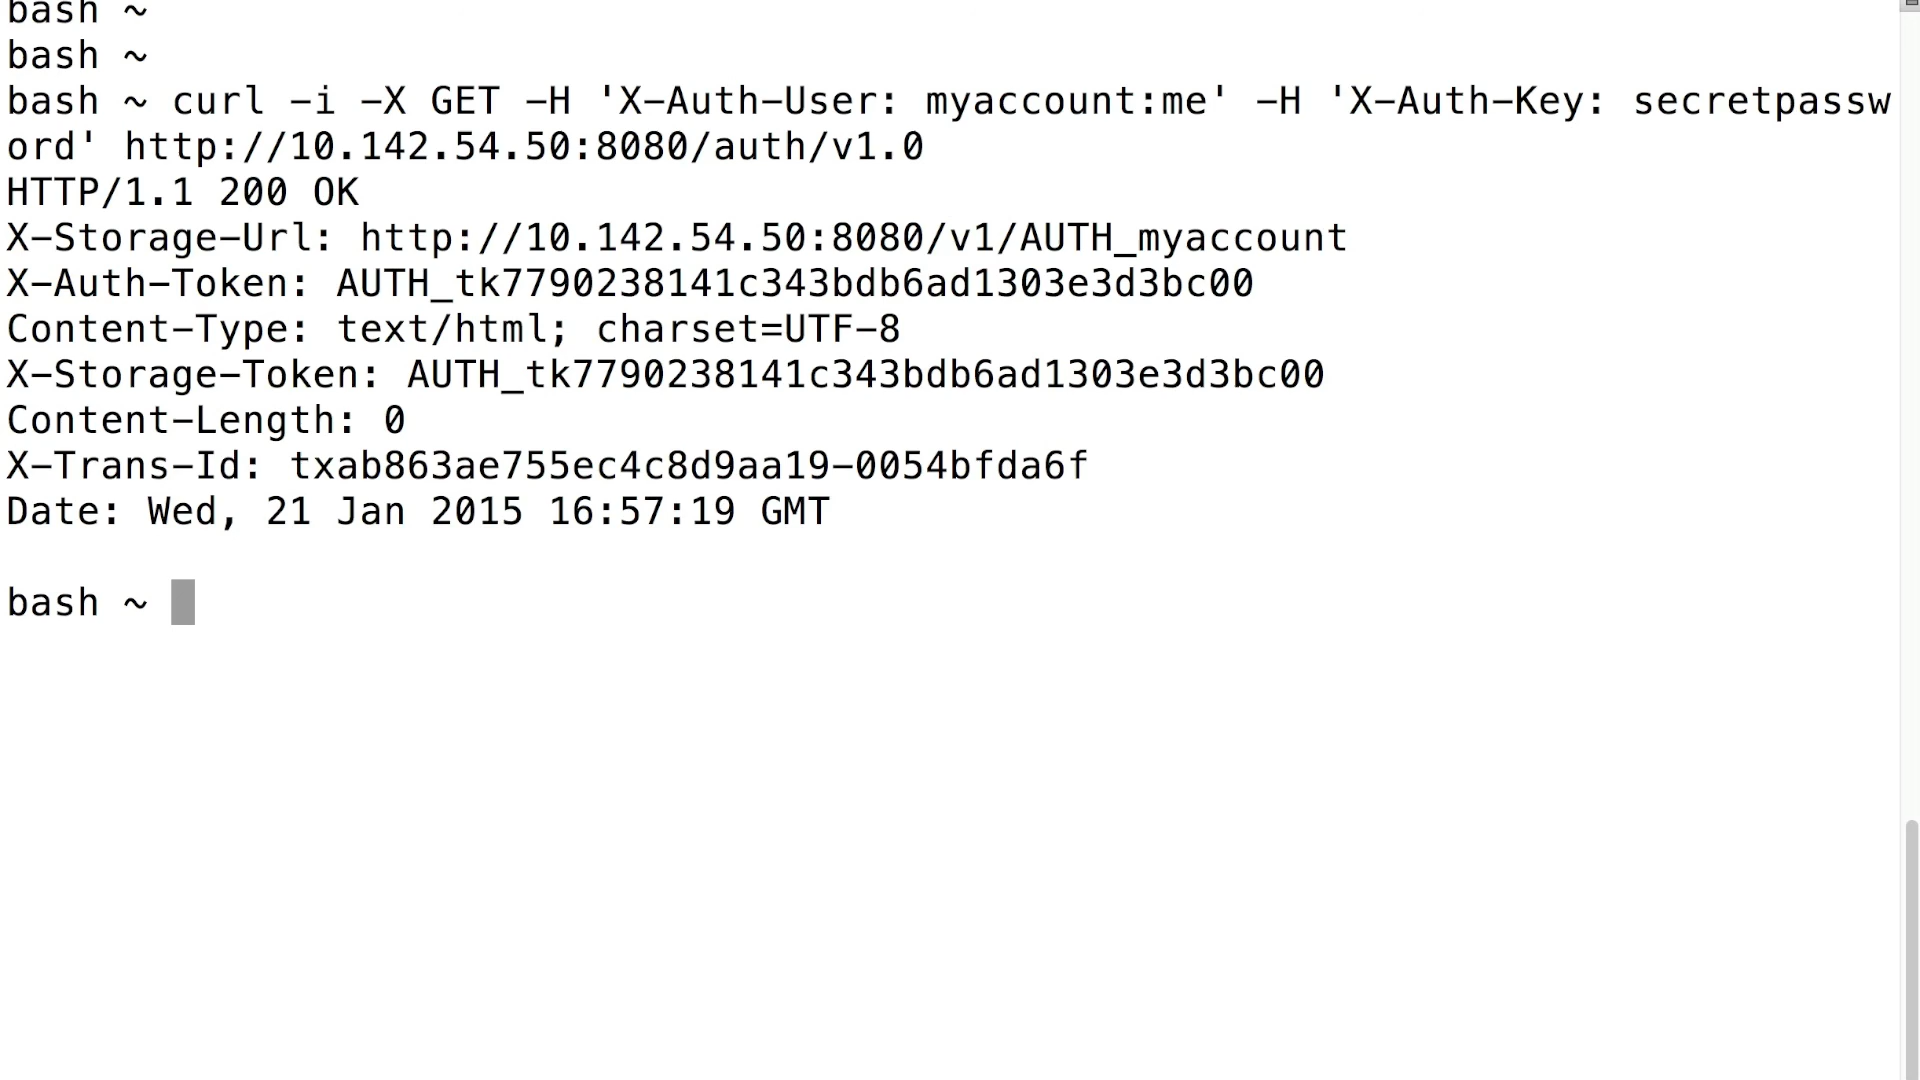 bash ~
bash ~
bash ~ curl -i -X GET -H 'X-Auth-User: myaccount:me' -H 'X-Auth-Key: secretpassw
ord' http://10.142.54.50:8080/auth/v1.0
HTTP/1.1 200 OK
X-Storage-Url: http://10.142.54.50:8080/v1/AUTH_myaccount
X-Auth-Token: AUTH_tk7790238141c343bdb6ad1303e3d3bc00
Content-Type: text/html; charset=UTF-8
X-Storage-Token: AUTH_tk7790238141c343bdb6ad1303e3d3bc00
Content-Length: 0
X-Trans-Id: txab863ae755ec4c8d9aa19-0054bfda6f
Date: Wed, 21 Jan 2015 16:57:19 GMT
bash ~